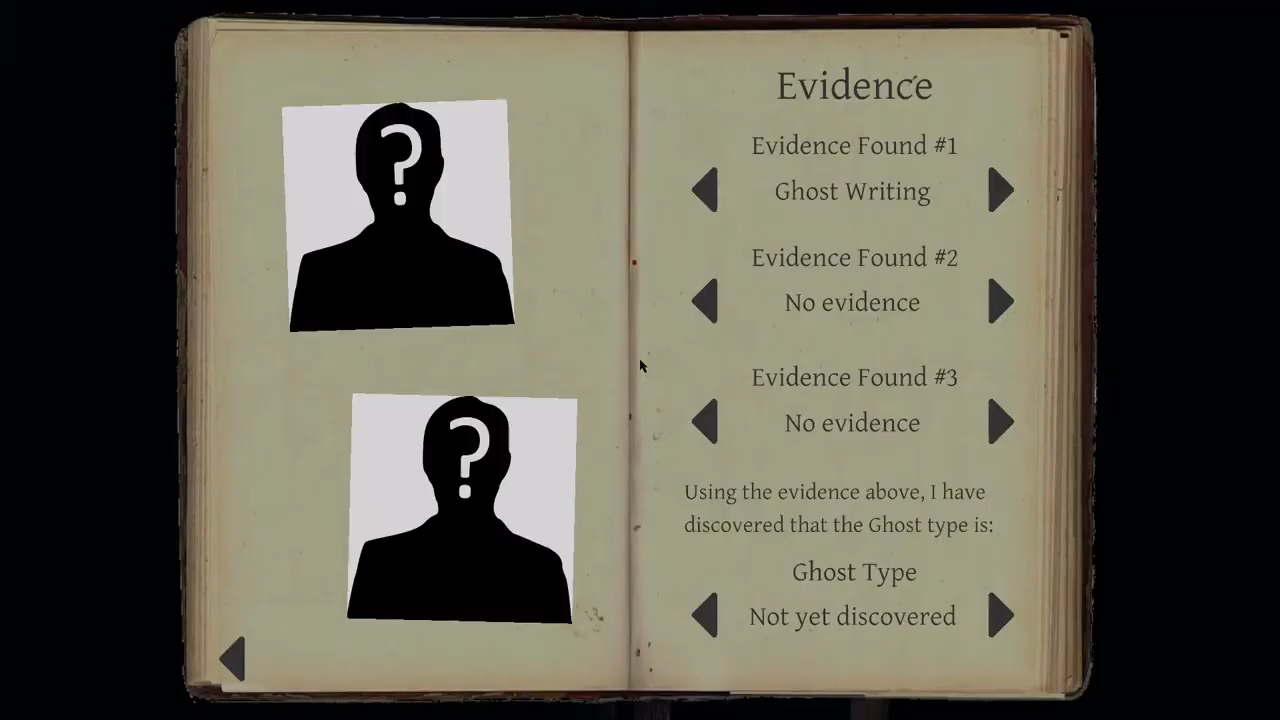 ?
?
Evidence
Evidence Found #1
Ghost Writing
Evidence Found #2
No evidence
Evidence Found #3
No evidence
Using the evidence above, I have
discovered that the Ghost type is:
Ghost Type
Not yet discovered